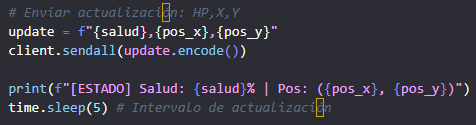 # Enviar actualización: HP,X,Y
update = f"{salud},{pos_x},{pos_y}"
client.sendall(update.encode())
print(f"[ESTADO] Salud: {salud}% | Pos: ({pos_x}, {pos_y})")
time.sleep(5) # Intervalo de actualización